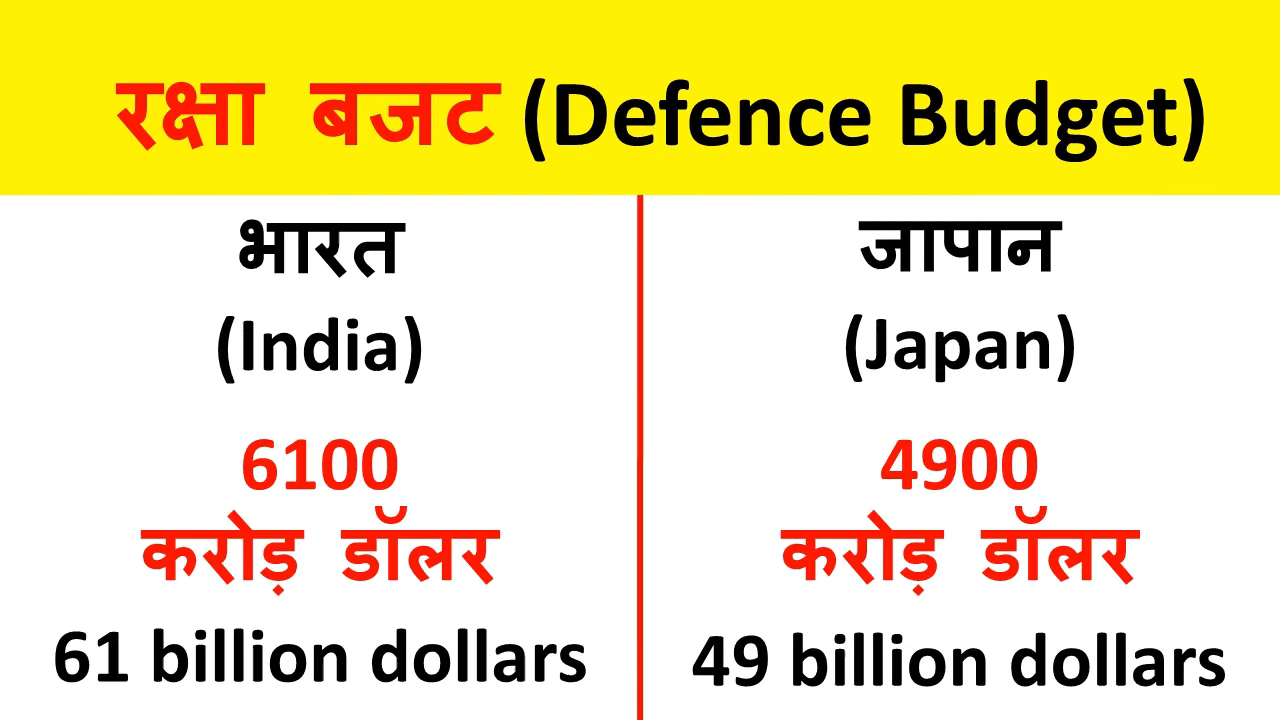 रक्षा बजट (Defence Budget)
भारत
(India)
6100
करोड़ डॉलर
61 billion dollars
जापान
(Japan)
4900
करोड़ डॉलर
49 billion dollars